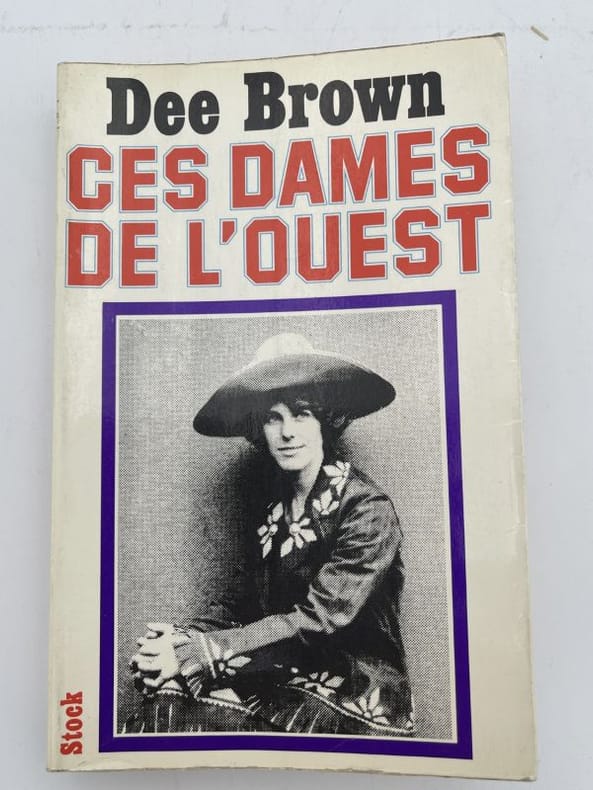 Dee Brown
CES DAMES
DE L'OUEST
Stock